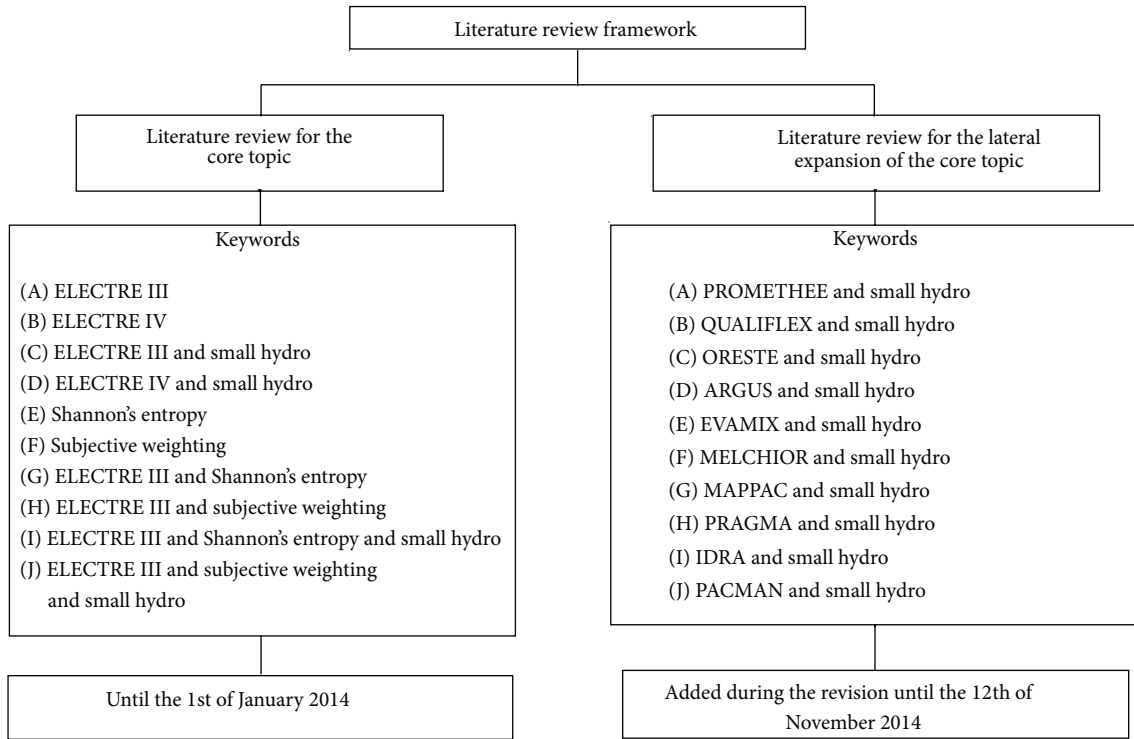 Literature review framework
Literature review for the
core topic
Keywords
(A) ELECTRE III
(B) ELECTRE IV
(C) ELECTRE III and small hydro
(D) ELECTRE IV and small hydro
(E) Shannon's entropy
(F) Subjective weighting
(G) ELECTRE III and Shannon's entropy
(H) ELECTRE III and subjective weighting
(I) ELECTRE III and Shannon's entropy and small hydro
(J) ELECTRE III and subjective weighting
and small hydro
Until the 1st of January 2014
Literature review for the lateral
expansion of the core topic
Keywords
(A) PROMETHEE and small hydro
(B) QUALIFLEX and small hydro
(C) ORESTE and small hydro
(D) ARGUS and small hydro
(E) EVAMIX and small hydro
(F) MELCHIOR and small hydro
(G) MAPPAC and small hydro
(H) PRAGMA and small hydro
(I) IDRA and small hydro
(J) PACMAN and small hydro
Added during the revision until the 12th of
November 2014